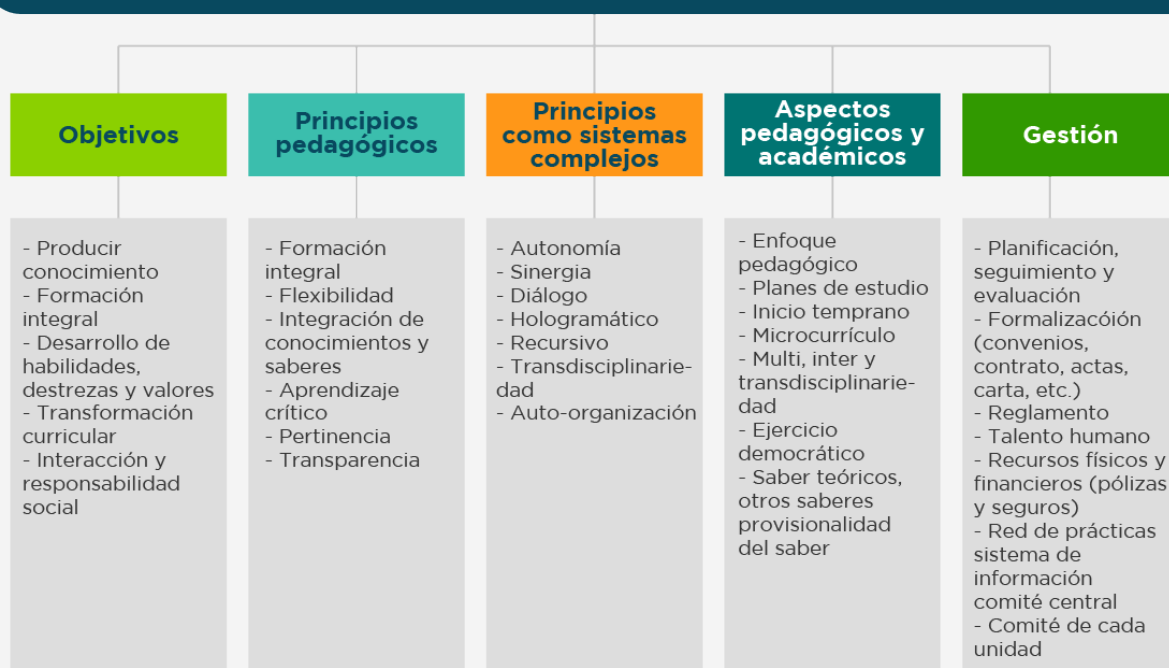 Objetivos
- Producir
conocimiento
- Formación
integral
- Desarrollo de
habilidades,
destrezas y valores
- Transformación
curricular
- Interacción y
responsabilidad
social
Principios
pedagógicos
- Formación
integral
- Flexibilidad
- Integración de
conocimientos y
saberes
- Aprendizaje
crítico
- Pertinencia
- Transparencia
Principios
como sistemas
complejos
- Autonomía
- Sinergia
- Diálogo
- Hologramático
- Recursivo
- Transdisciplinarie-
dad
- Auto-organización
Aspectos
pedagógicos y
académicos
- Enfoque
pedagógico
- Planes de estudio
- Inicio temprano
- Microcurrículo
- Multi, inter y
transdisciplinarie-
dad
- Ejercicio
democrático
- Saber teóricos,
otros saberes
provisionalidad
del saber
Gestión
- Planificación,
seguimiento y
evaluación
- Formalizacóión
(convenios,
contrato, actas,
carta, etc.)
- Reglamento
- Talento humano
- Recursos físicos y
financieros (pólizas
y seguros)
- Red de prácticas
sistema de
información
comité central
- Comité de cada
unidad